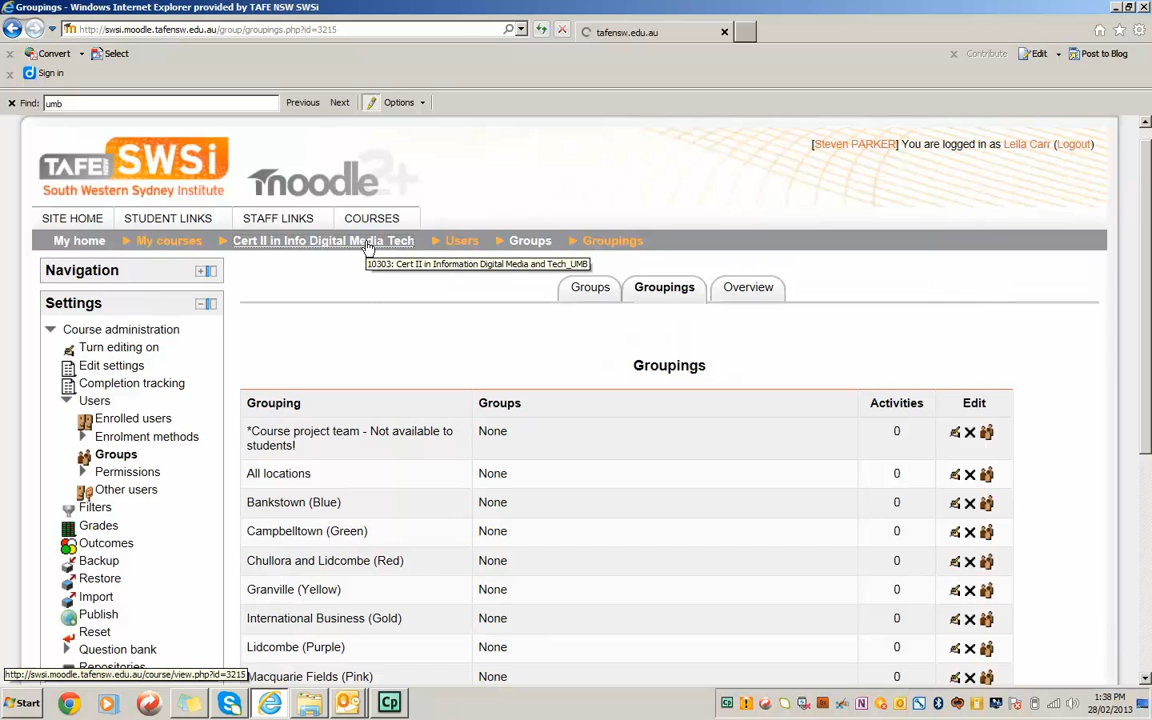 Groupings - Windows Internet Explorer provided by TAFE NSW SWSi
http://swsi.moodle.tafensw.edu.au/group/groupings.php?id=3215
tafensw.edu.au
Convert
Select
Contribute
Edit
Post to Blog
Sign in
Find: umb
Previous
Next
Options
TAFE NSW SWSi
South Western Sydney Institute
moodle 2+
[Steven PARKER] You are logged in as Lella Carr (Logout)
SITE HOME
STUDENT LINKS
STAFF LINKS
COURSES
My home
My courses
Cert II in Info Digital Media Tech
Users
Groups
Groupings
10303: Cert II in Information Digital Media and Tech_UMB
Navigation
Settings
Course administration
Turn editing on
Edit settings
Completion tracking
Users
Enrolled users
Enrolment methods
Groups
Permissions
Other users
Filters
Grades
Outcomes
Backup
Restore
Import
Publish
Reset
Question bank
Repositories
Groups
Groupings
Overview
Groupings
Grouping Groups Activities Edit
*Course project team - Not available to
students! None 0
All locations None 0
Bankstown (Blue) None 0
Campbelltown (Green) None 0
Chullora and Lidcombe (Red) None 0
Granville (Yellow) None 0
International Business (Gold) None 0
Lidcombe (Purple) None 0
Macquarie Fields (Pink) None 0
http://swsi.moodle.tafensw.edu.au/course/view.php?id=3215
Start
Cp
1:38 PM
28/02/2013